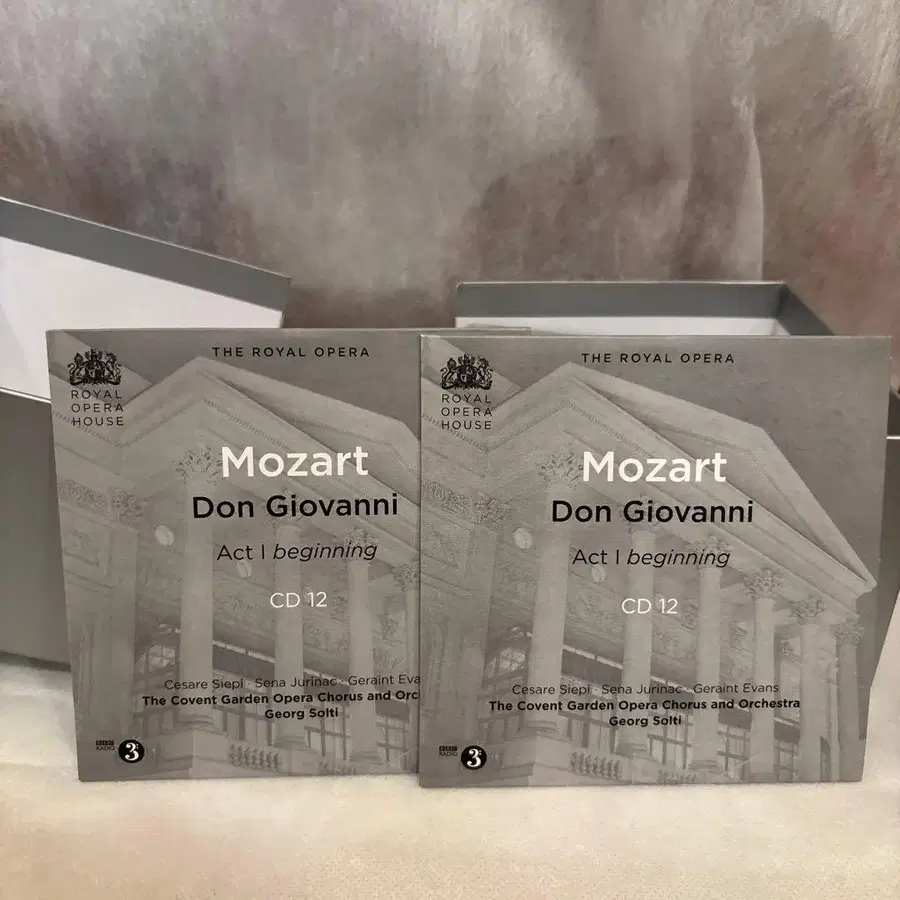 THE ROYAL OPERA
ROYAL
OPERA
HOUSE
Mozart
Don Giovanni
Act I beginning
CD 12
Cesare Siepi · Sena Jurinac · Geraint Eva
The Covent Garden Opera Chorus and Orc
Georg Solti
BBC
RADIO
3
THE ROYAL OPERA
ROYAL
OPERA
HOUSE
Mozart
Don Giovanni
Act I beginning
CD 12
Cesare Siepi · Sena Jurinac · Geraint Evans
The Covent Garden Opera Chorus and Orchestra
Georg Solti
BBC
RADIO
3